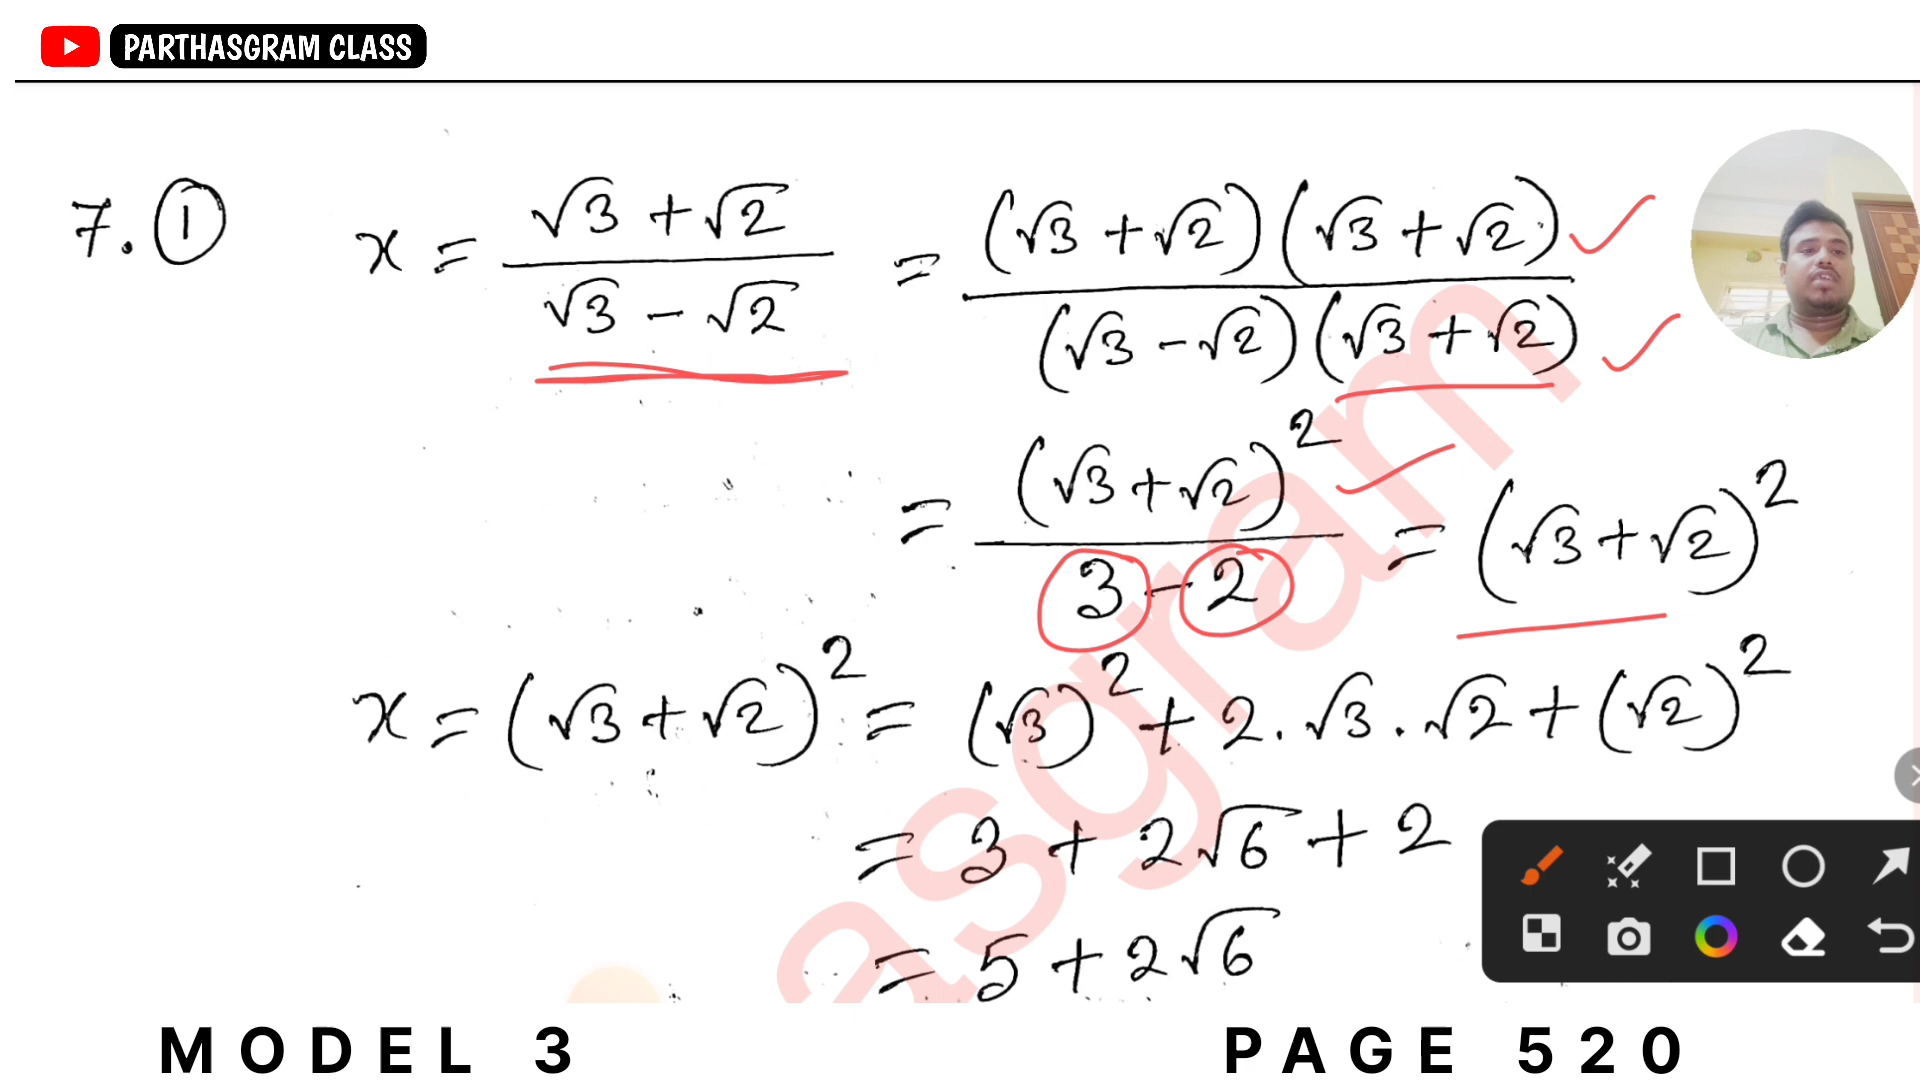 PARTHASGRAM CLASS
7. ① x = (√3 + √2) / (√3 − √2) = (√3 + √2)(√3 + √2) / (√3 − √2)(√3 + √2)
= (√3 + √2)² / 3 − 2 = (√3 + √2)²
x = (√3 + √2)² = (√3)² + 2 . √3 . √2 + (√2)²
= 3 + 2√6 + 2
= 5 + 2√6
asgram
MODEL 3
PAGE 520